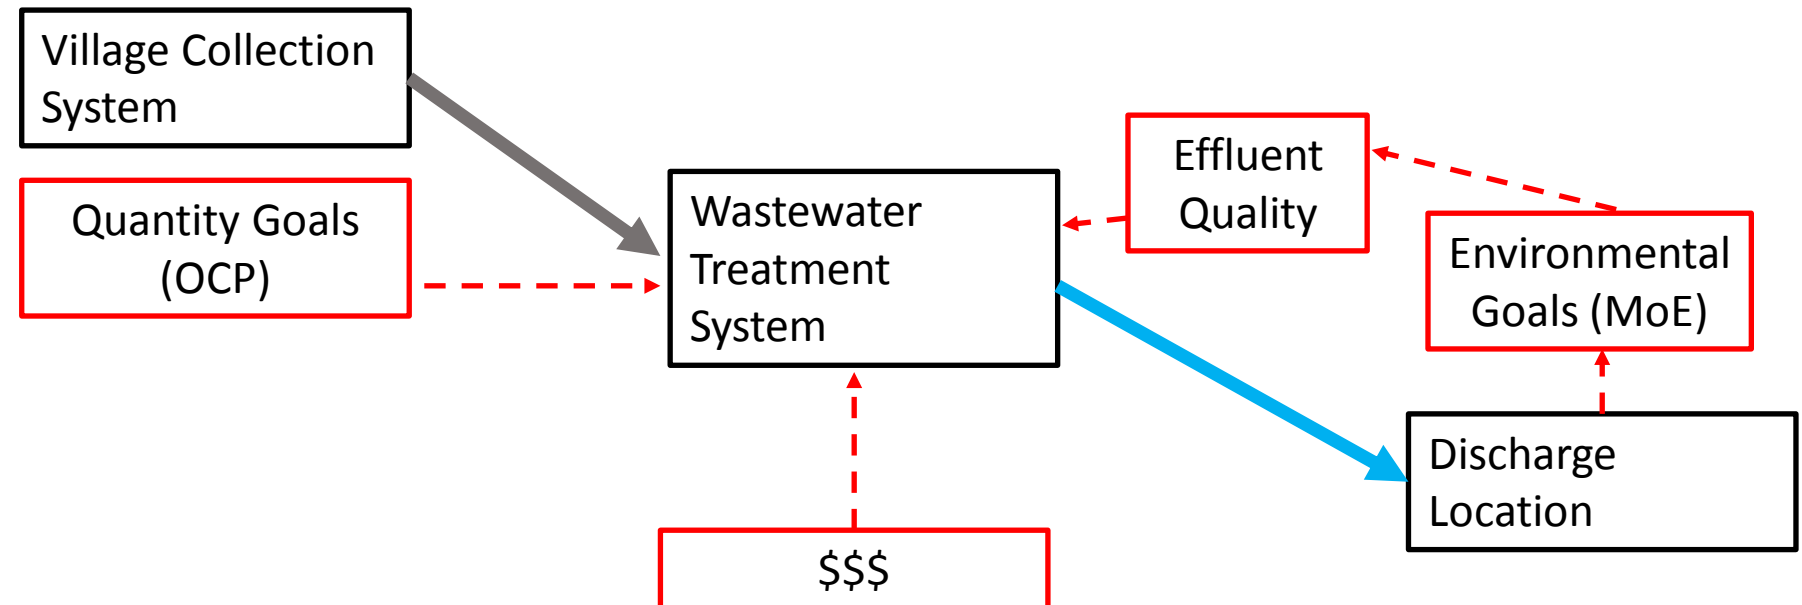 Village Collection
System
Quantity Goals
(OCP)
Wastewater
Treatment
System
Effluent
Quality
Environmental
Goals (MoE)
Discharge
Location
$$$